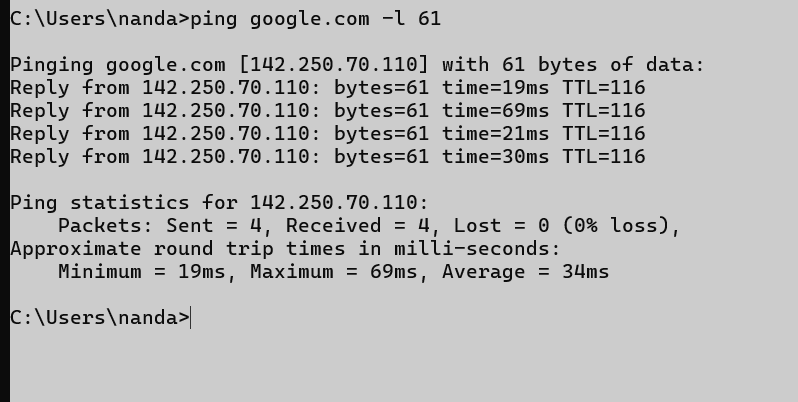 C:\Users\nanda>ping google.com -l 61
Pinging google.com [142.250.70.110] with 61 bytes of data:
Reply from 142.250.70.110: bytes=61 time=19ms TTL=116
Reply from 142.250.70.110: bytes=61 time=69ms TTL=116
Reply from 142.250.70.110: bytes=61 time=21ms TTL=116
Reply from 142.250.70.110: bytes=61 time=30ms TTL=116
Ping statistics for 142.250.70.110:
    Packets: Sent = 4, Received = 4, Lost = 0 (0% loss),
Approximate round trip times in milli-seconds:
    Minimum = 19ms, Maximum = 69ms, Average = 34ms
C:\Users\nanda>